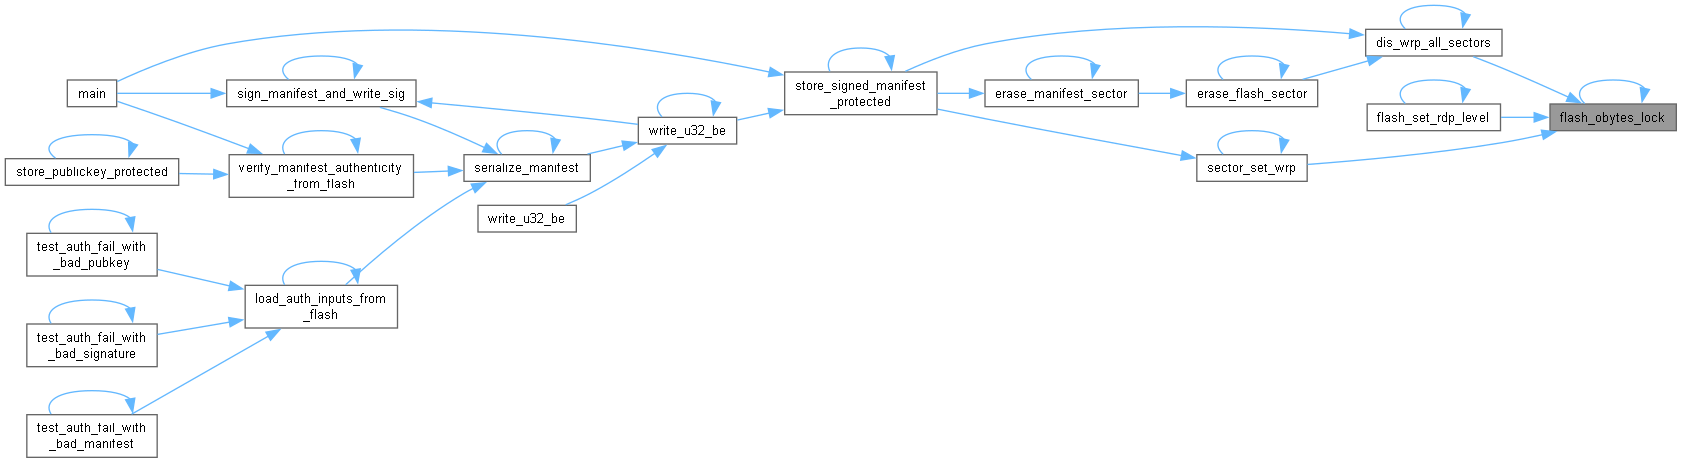 main
store_publickey_protected
test_auth_fail_with
_bad_pubkey
test_auth_fail_with
_bad_signature
test_auth_fail_with
_bad_manifest
sign_manifest_and_write_sig
verify_manifest_authenticity
_from_flash
load_auth_inputs_from
_flash
serialize_manifest
write_u32_be
write_u32_be
store_signed_manifest
_protected
erase_manifest_sector
erase_flash_sector
sector_set_wrp
dis_wrp_all_sectors
flash_set_rdp_level
flash_obytes_lock